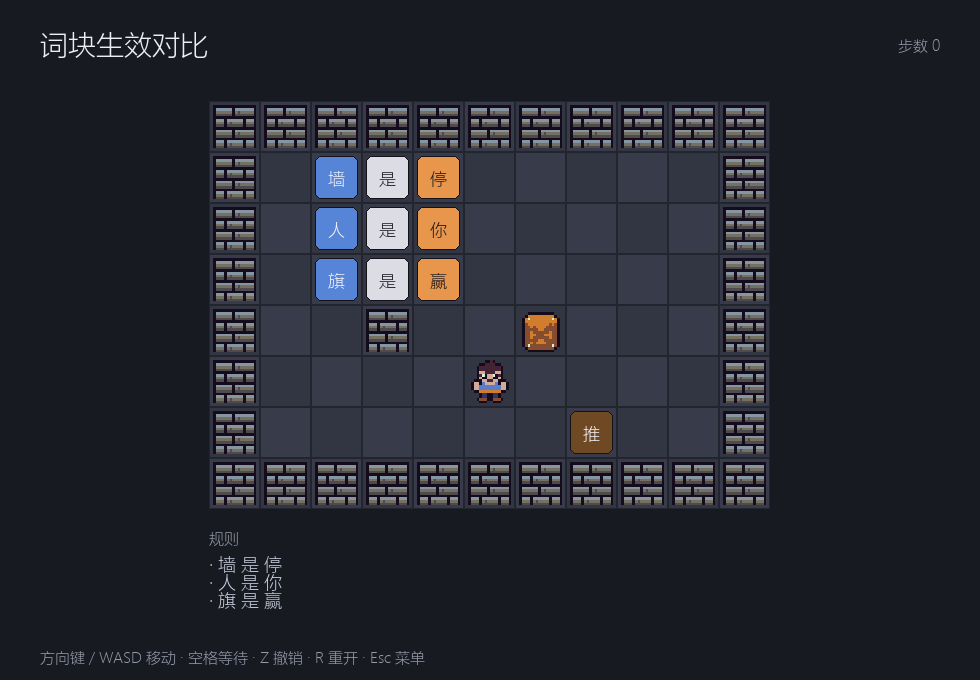 词块生效对比
步数 0
墙 是 停
人 是 你
旗 是 赢
推
规则
· 墙 是 停
· 人 是 你
· 旗 是 赢
方向键 / WASD 移动 · 空格等待 · Z 撤销 · R 重开 · Esc 菜单